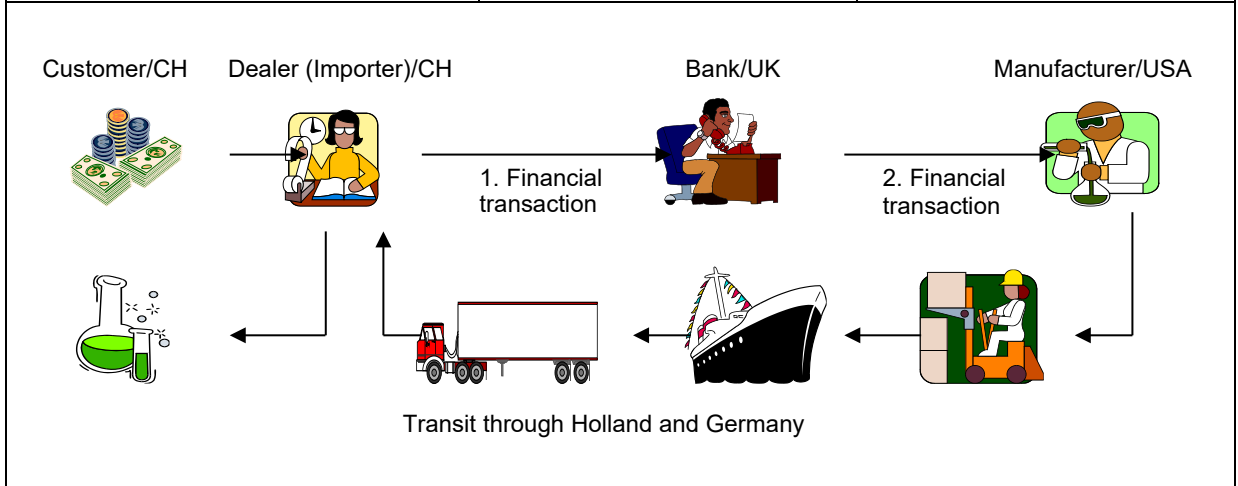 Customer/CH
Dealer (Importer)/CH
Bank/UK
Manufacturer/USA
1. Financial
transaction
2. Financial
transaction
Transit through Holland and Germany